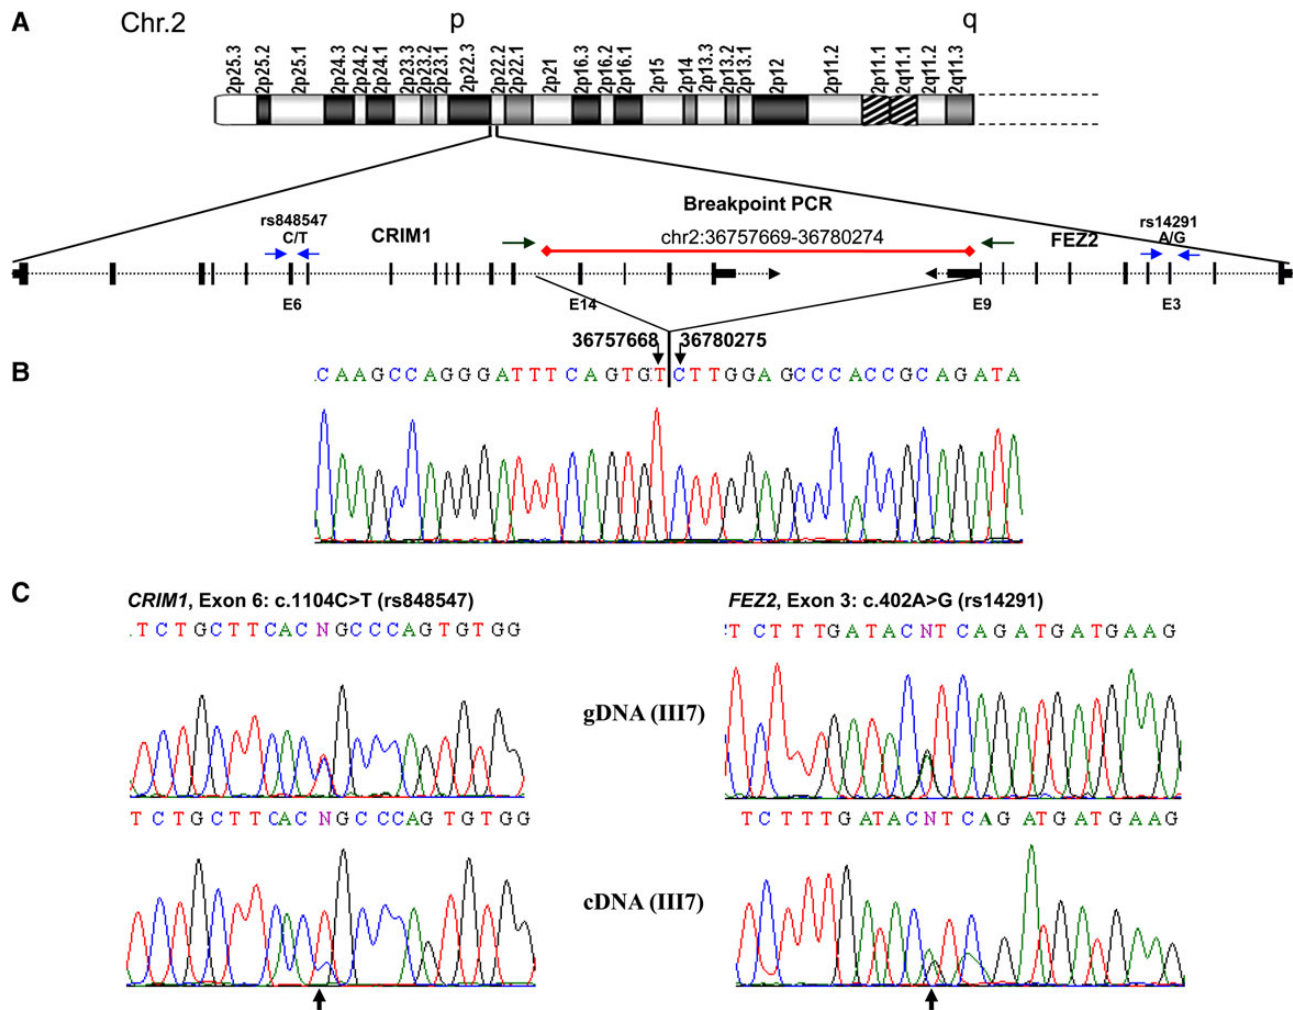 A
Chr.2
p
q
2p25.3
2p25.2
2p25.1
2p24.3
2p24.2
2p24.1
2p23.3
2p23.2
2p23.1
2p22.3
2p22.2
2p22.1
2p21
2p16.3
2p16.2
2p16.1
2p15
2p14
2p13.3
2p13.2
2p13.1
2p12
2p11.2
2p11.1
2q11.1
2q11.2
2q11.3
Breakpoint PCR
rs848547
C/T
CRIM1
chr2:36757669-36780274
FEZ2
rs14291
A/G
E6
E14
E9
E3
36757668
36780275
B
CAAGCCAGGGATTTCAGTGTCTTGGAGCCCACCGCAGATA
C
CRIM1, Exon 6: c.1104C>T (rs848547)
FEZ2, Exon 3: c.402A>G (rs14291)
TCTGCTTCACNGCCCAGTGTGG
TCTTTGATACNTCAGATGATGAAG
gDNA (III7)
TCTGCTTCACNGCCCAGTGTGG
TCTTTGATACNTCAGATGATGAAG
cDNA (III7)